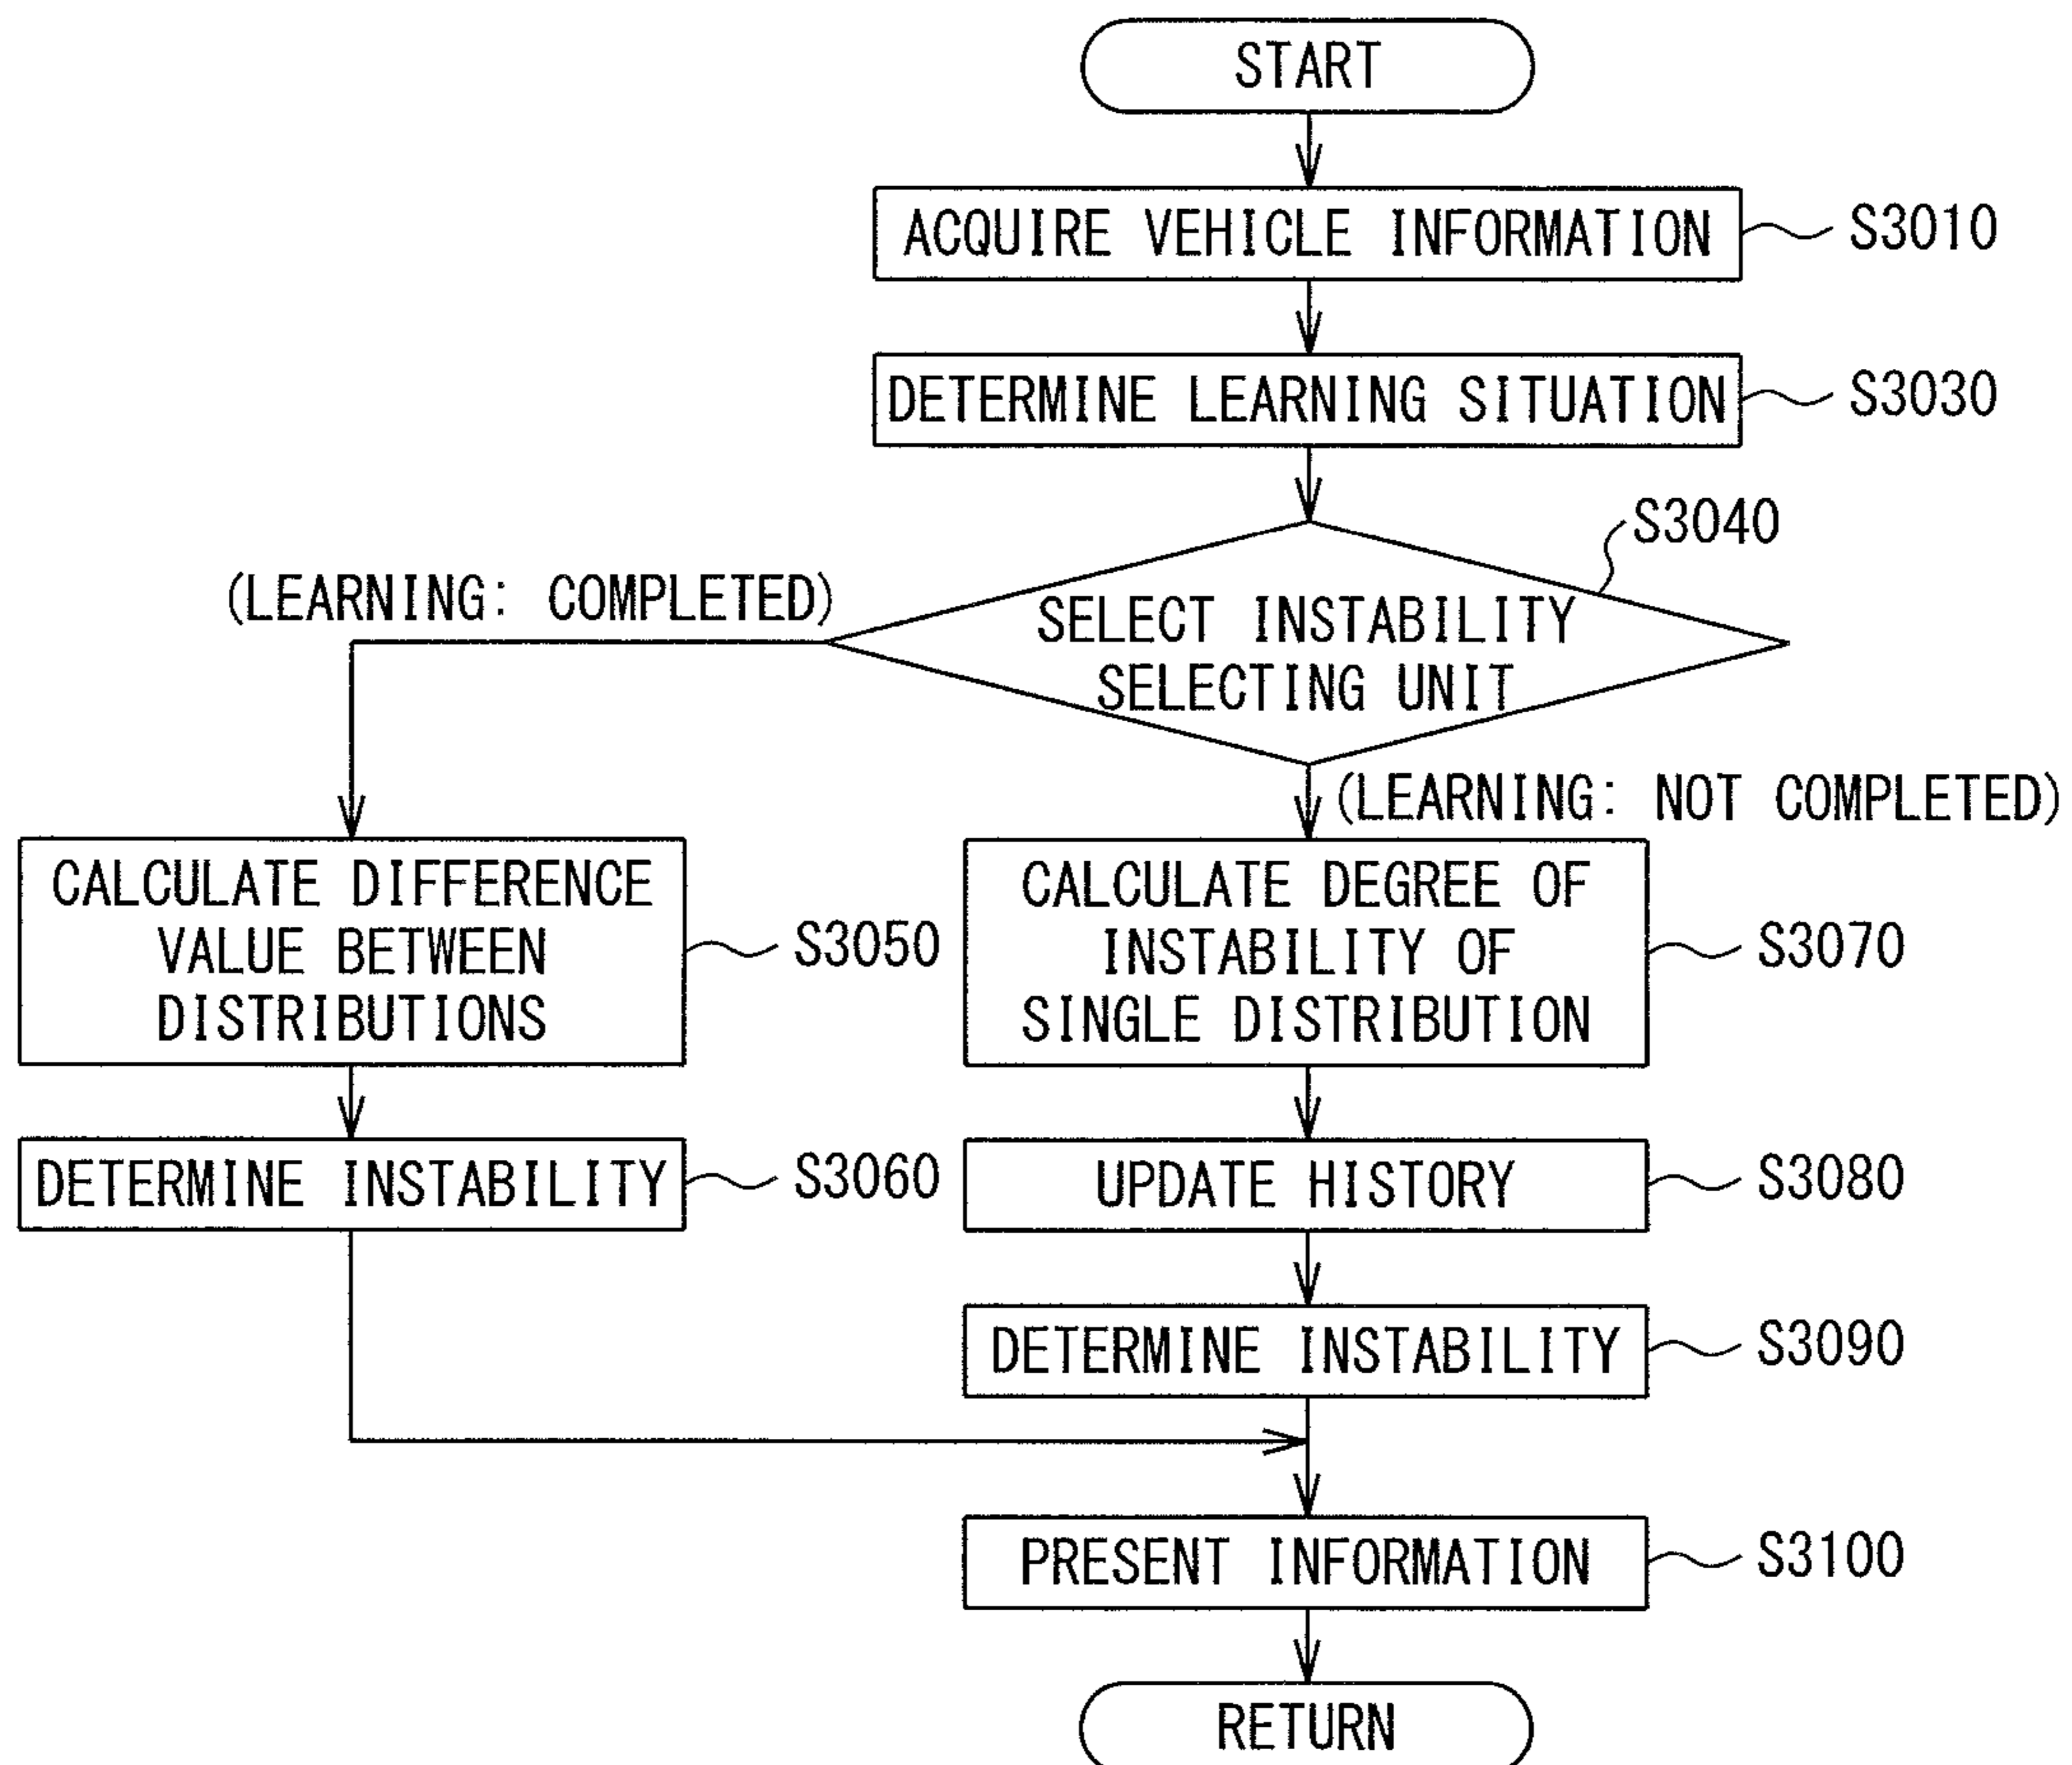 START
ACQUIRE VEHICLE INFORMATION
S3010
DETERMINE LEARNING SITUATION
S3030
S3040
SELECT INSTABILITY
SELECTING UNIT
(LEARNING: COMPLETED)
(LEARNING: NOT COMPLETED)
CALCULATE DIFFERENCE
VALUE BETWEEN
DISTRIBUTIONS
S3050
DETERMINE INSTABILITY
S3060
CALCULATE DEGREE OF
INSTABILITY OF
SINGLE DISTRIBUTION
S3070
UPDATE HISTORY
S3080
DETERMINE INSTABILITY
S3090
PRESENT INFORMATION
S3100
RETURN